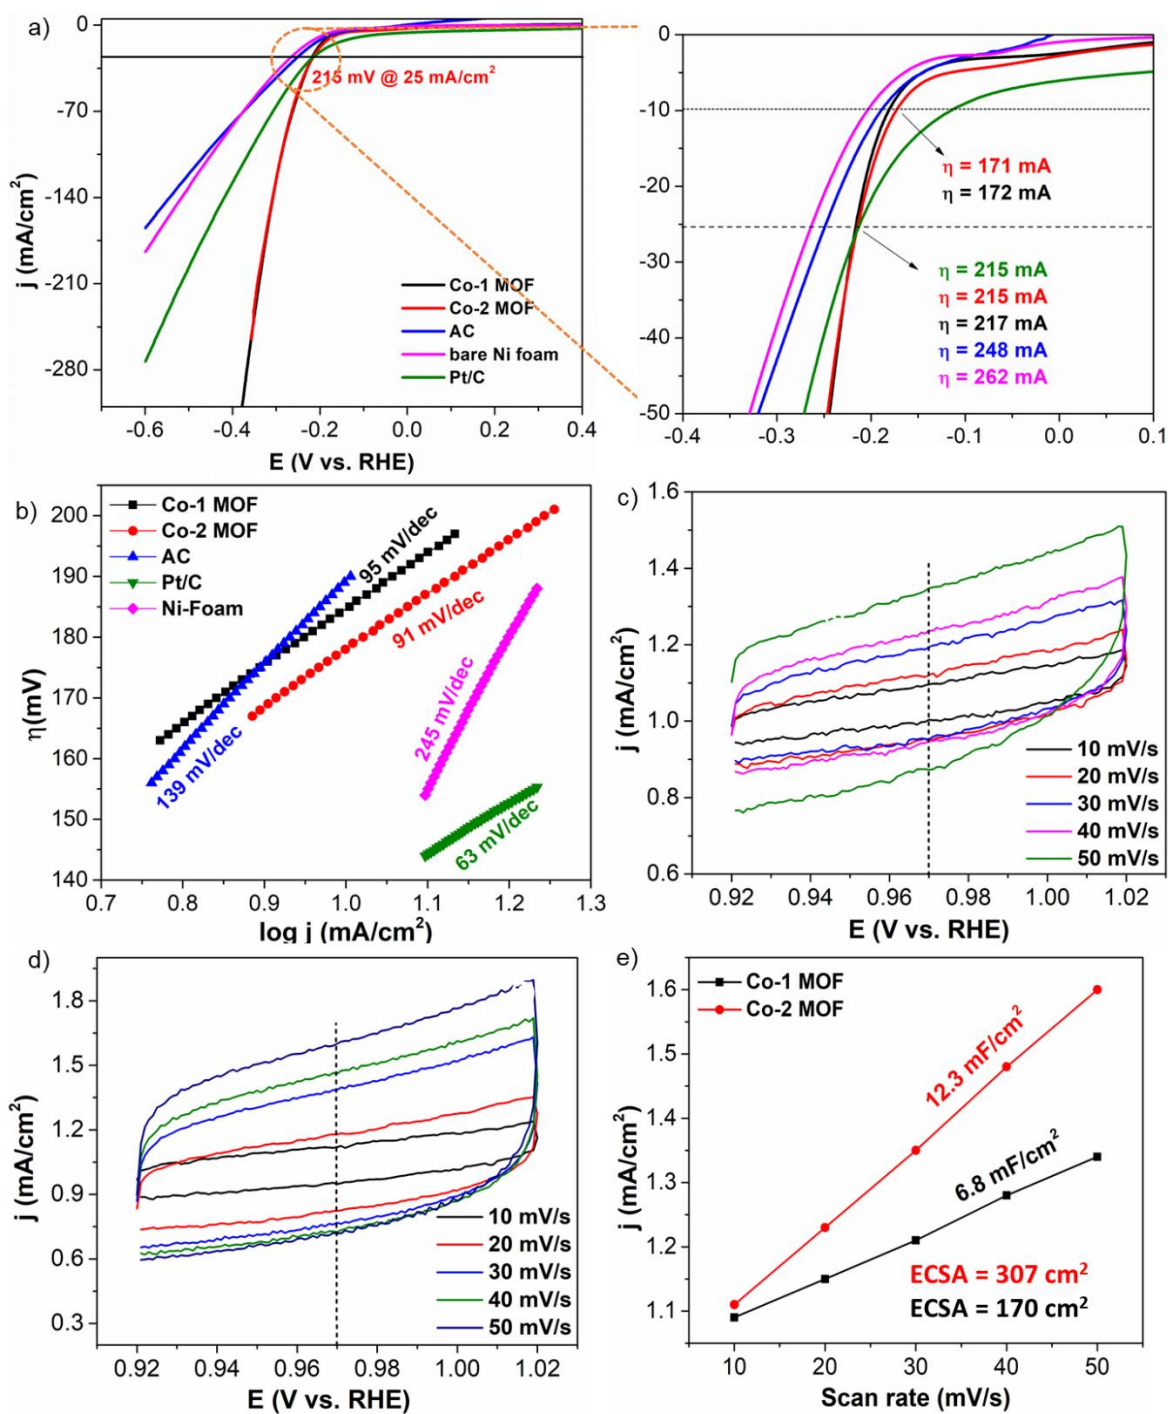 a)
0
-70
-140
-210
-280
j (mA/cm²)
215 mV @ 25 mA/cm²
Co-1 MOF
Co-2 MOF
AC
bare Ni foam
Pt/C
-0.6 -0.4 -0.2 0.0 0.2 0.4
E (V vs. RHE)
0
-10
-20
-30
-40
-50
η = 171 mA
η = 172 mA
η = 215 mA
η = 215 mA
η = 217 mA
η = 248 mA
η = 262 mA
-0.4 -0.3 -0.2 -0.1 0.0 0.1
b)
200
190
180
170
160
150
140
η(mV)
Co-1 MOF
Co-2 MOF
AC
Pt/C
Ni-Foam
95 mV/dec
91 mV/dec
139 mV/dec
245 mV/dec
63 mV/dec
0.7 0.8 0.9 1.0 1.1 1.2 1.3
log j (mA/cm²)
c)
1.6
1.4
1.2
1.0
0.8
0.6
j (mA/cm²)
10 mV/s
20 mV/s
30 mV/s
40 mV/s
50 mV/s
0.92 0.94 0.96 0.98 1.00 1.02
E (V vs. RHE)
d)
1.8
1.5
1.2
0.9
0.6
0.3
j (mA/cm²)
10 mV/s
20 mV/s
30 mV/s
40 mV/s
50 mV/s
0.92 0.94 0.96 0.98 1.00 1.02
E (V vs. RHE)
e)
1.6
1.5
1.4
1.3
1.2
1.1
j (mA/cm²)
Co-1 MOF
Co-2 MOF
12.3 mF/cm²
6.8 mF/cm²
ECSA = 307 cm²
ECSA = 170 cm²
10 20 30 40 50
Scan rate (mV/s)